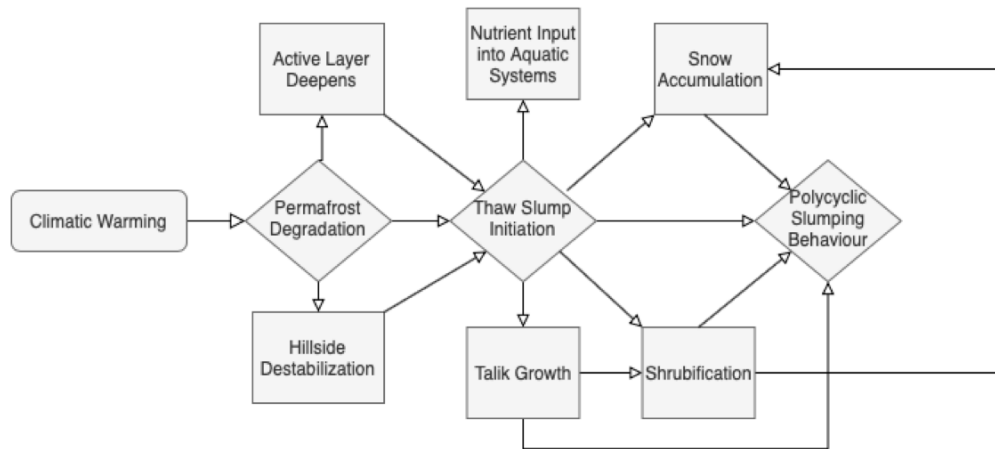 Active Layer
Deepens
Nutrient Input
into Aquatic
Systems
Snow
Accumulation
Climatic Warming
Permafrost
Degradation
Thaw Slump
Initiation
Polycyclic
Slumping
Behaviour
Hillside
Destabilization
Talik Growth
Shrubification